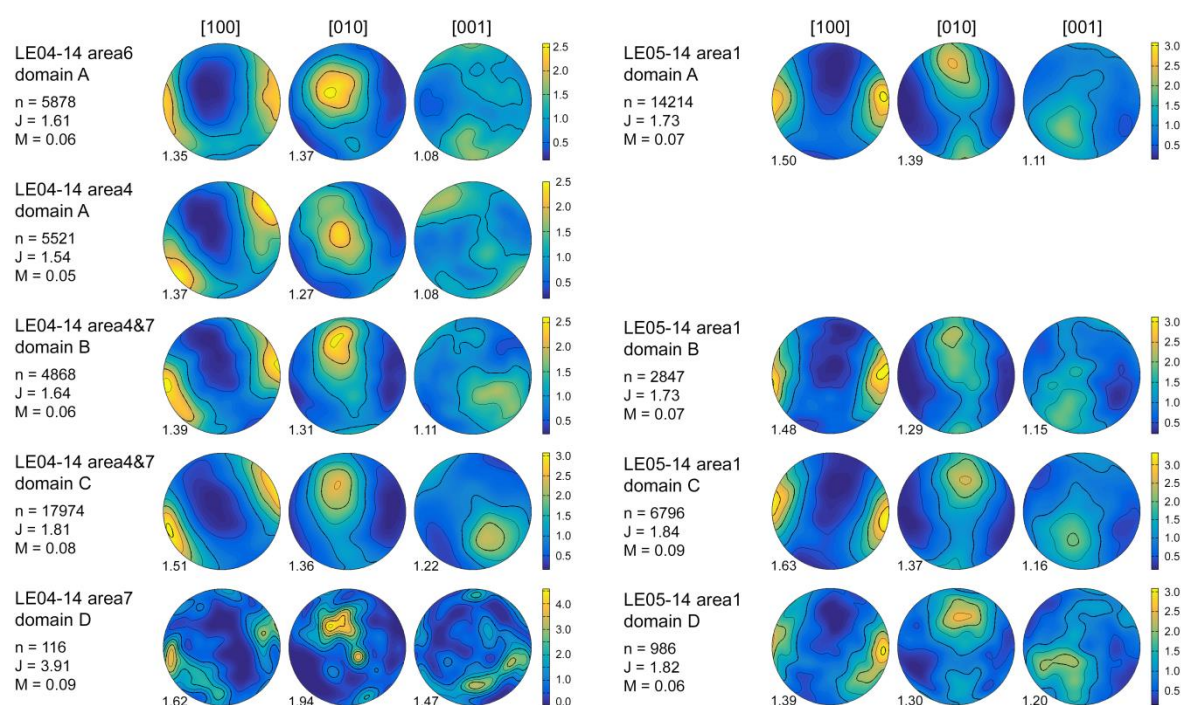 [100] [010] [001]
LE04-14 area6
domain A
n = 5878
J = 1.61
M = 0.06
1.35 1.37 1.08
2.5
2.0
1.5
1.0
0.5
LE04-14 area4
domain A
n = 5521
J = 1.54
M = 0.05
1.37 1.27 1.08
2.5
2.0
1.5
1.0
0.5
LE04-14 area4&7
domain B
n = 4868
J = 1.64
M = 0.06
1.39 1.31 1.11
2.5
2.0
1.5
1.0
0.5
LE04-14 area4&7
domain C
n = 17974
J = 1.81
M = 0.08
1.51 1.36 1.22
3.0
2.5
2.0
1.5
1.0
0.5
LE04-14 area7
domain D
n = 116
J = 3.91
M = 0.09
1.62 1.94 1.47
4.0
3.0
2.0
1.0
0.0
[100] [010] [001]
LE05-14 area1
domain A
n = 14214
J = 1.73
M = 0.07
1.50 1.39 1.11
3.0
2.5
2.0
1.5
1.0
0.5
LE05-14 area1
domain B
n = 2847
J = 1.73
M = 0.07
1.48 1.29 1.15
3.0
2.5
2.0
1.5
1.0
0.5
LE05-14 area1
domain C
n = 6796
J = 1.84
M = 0.09
1.63 1.37 1.16
3.0
2.5
2.0
1.5
1.0
0.5
LE05-14 area1
domain D
n = 986
J = 1.82
M = 0.06
1.39 1.30 1.20
3.0
2.5
2.0
1.5
1.0
0.5